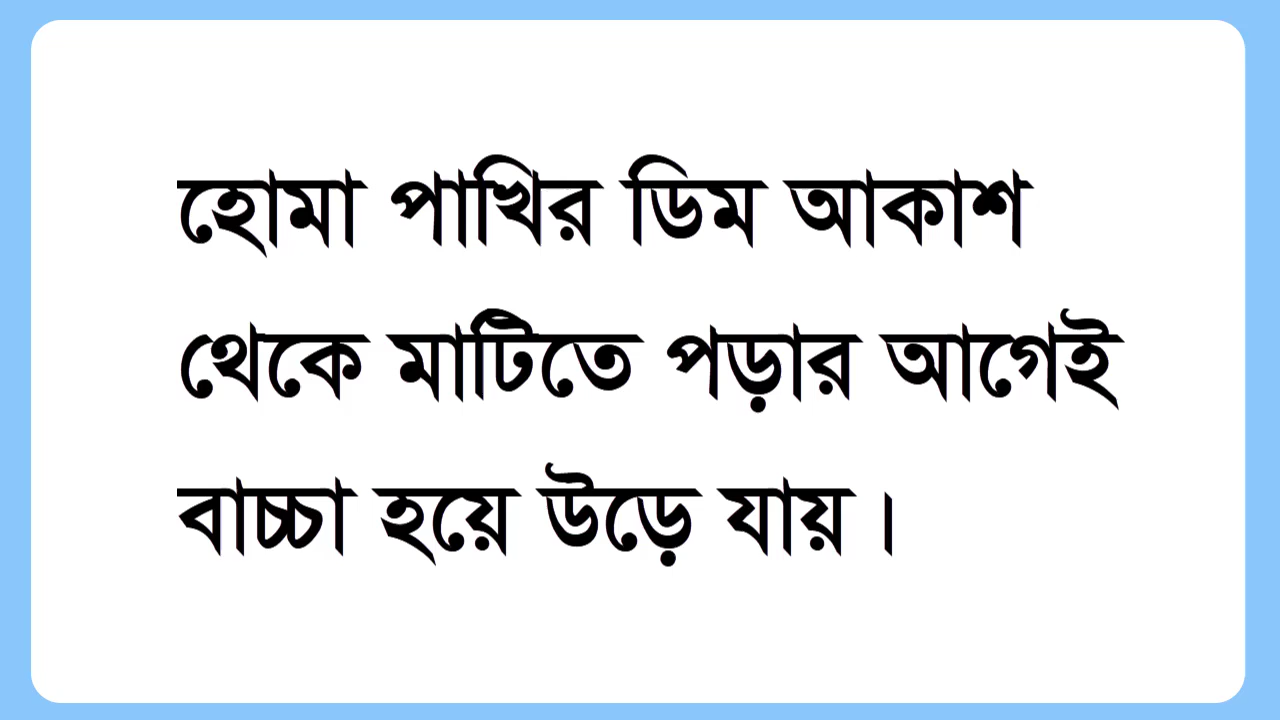 হোমা পাখির ডিম আকাশ
থেকে মাটিতে পড়ার আগেই
বাচ্চা হয়ে উড়ে যায়।